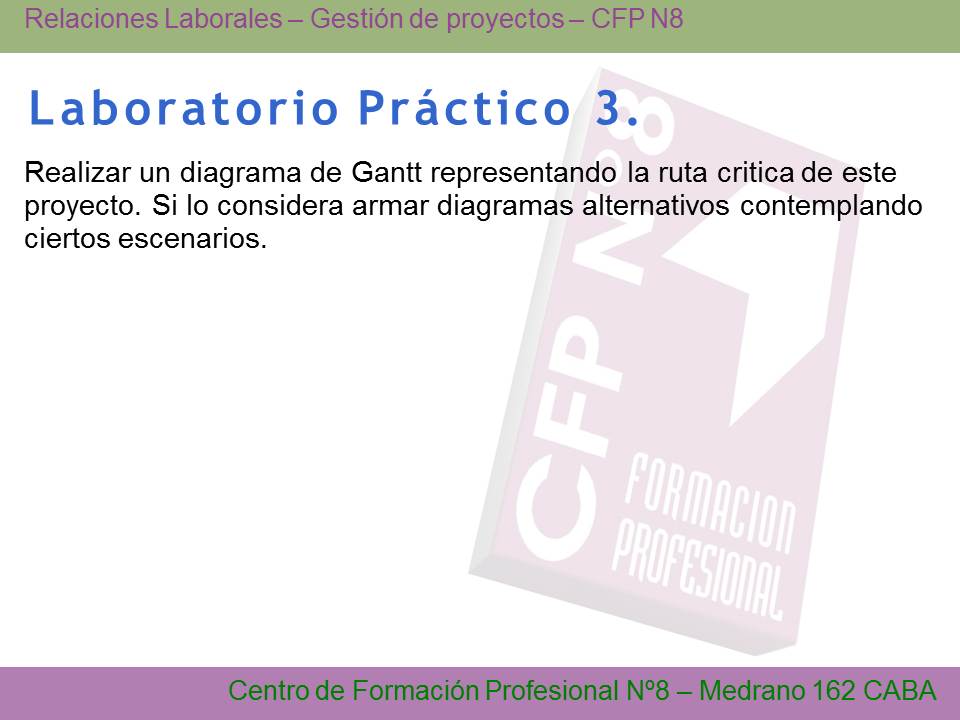 Relaciones Laborales – Gestión de proyectos – CFP N8
Laboratorio Práctico 3.
Realizar un diagrama de Gantt representando la ruta critica de este
proyecto. Si lo considera armar diagramas alternativos contemplando
ciertos escenarios.
CFP Nº8
FORMACION
PROFESIONAL
Centro de Formación Profesional Nº8 – Medrano 162 CABA